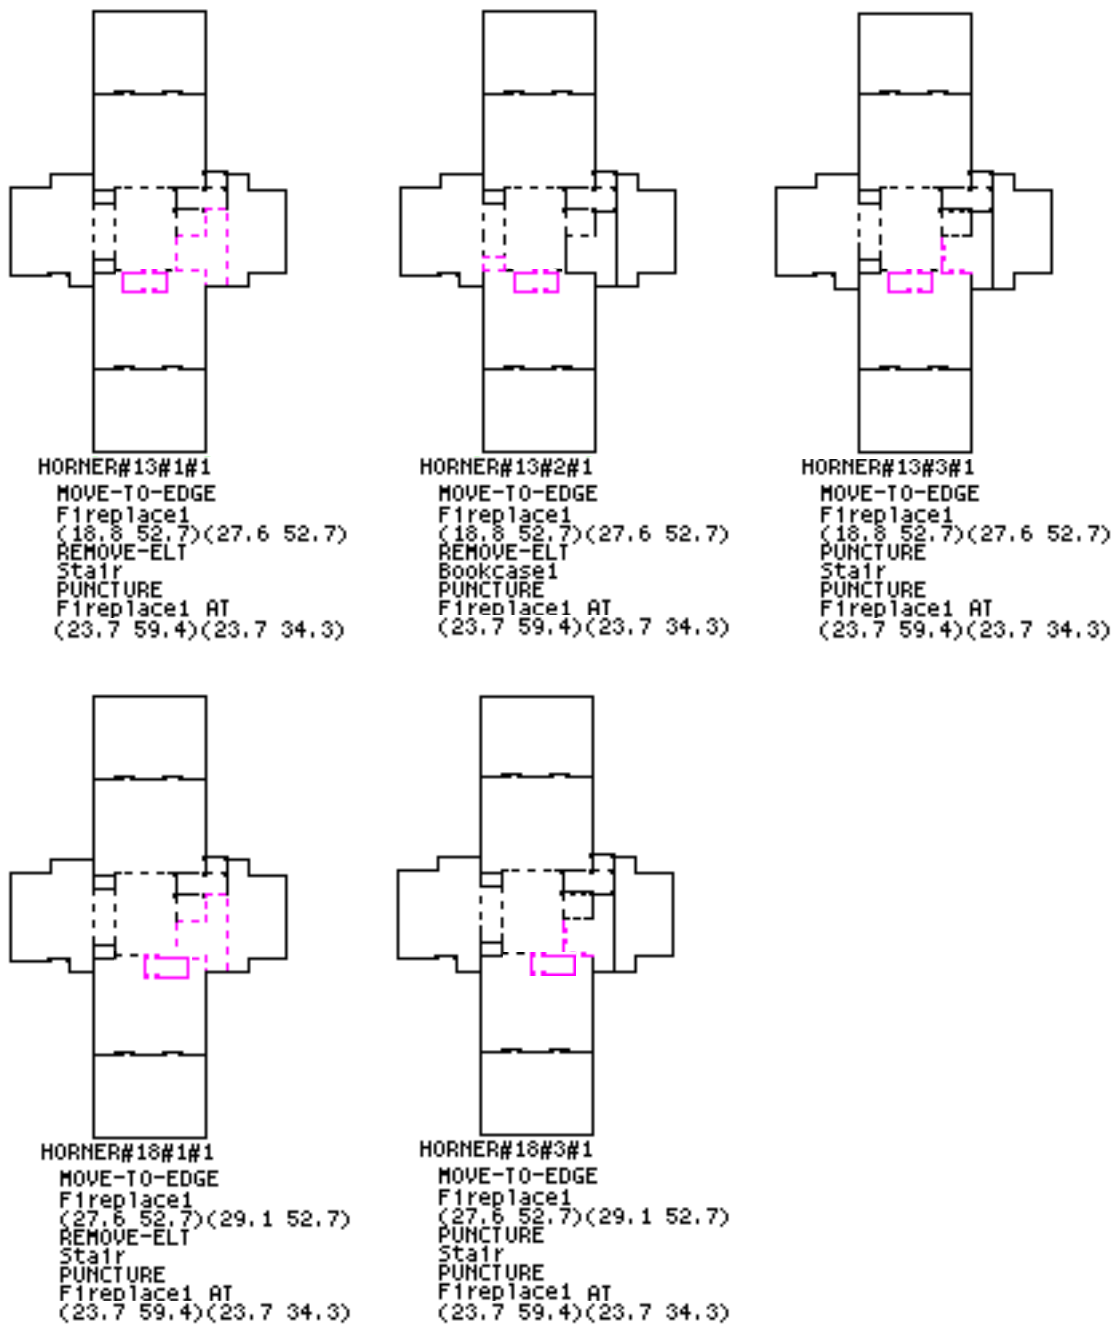 HORNER#13#1#1
MOVE-TO-EDGE
Fireplace1
(18.8 52.7)(27.6 52.7)
REMOVE-ELT
Stair
PUNCTURE
Fireplace1 AT
(23.7 59.4)(23.7 34.3)
HORNER#13#2#1
MOVE-TO-EDGE
Fireplace1
(18.8 52.7)(27.6 52.7)
REMOVE-ELT
Bookcase1
PUNCTURE
Fireplace1 AT
(23.7 59.4)(23.7 34.3)
HORNER#13#3#1
MOVE-TO-EDGE
Fireplace1
(18.8 52.7)(27.6 52.7)
PUNCTURE
Stair
PUNCTURE
Fireplace1 AT
(23.7 59.4)(23.7 34.3)
HORNER#18#1#1
MOVE-TO-EDGE
Fireplace1
(27.6 52.7)(29.1 52.7)
REMOVE-ELT
Stair
PUNCTURE
Fireplace1 AT
(23.7 59.4)(23.7 34.3)
HORNER#18#3#1
MOVE-TO-EDGE
Fireplace1
(27.6 52.7)(29.1 52.7)
PUNCTURE
Stair
PUNCTURE
Fireplace1 AT
(23.7 59.4)(23.7 34.3)